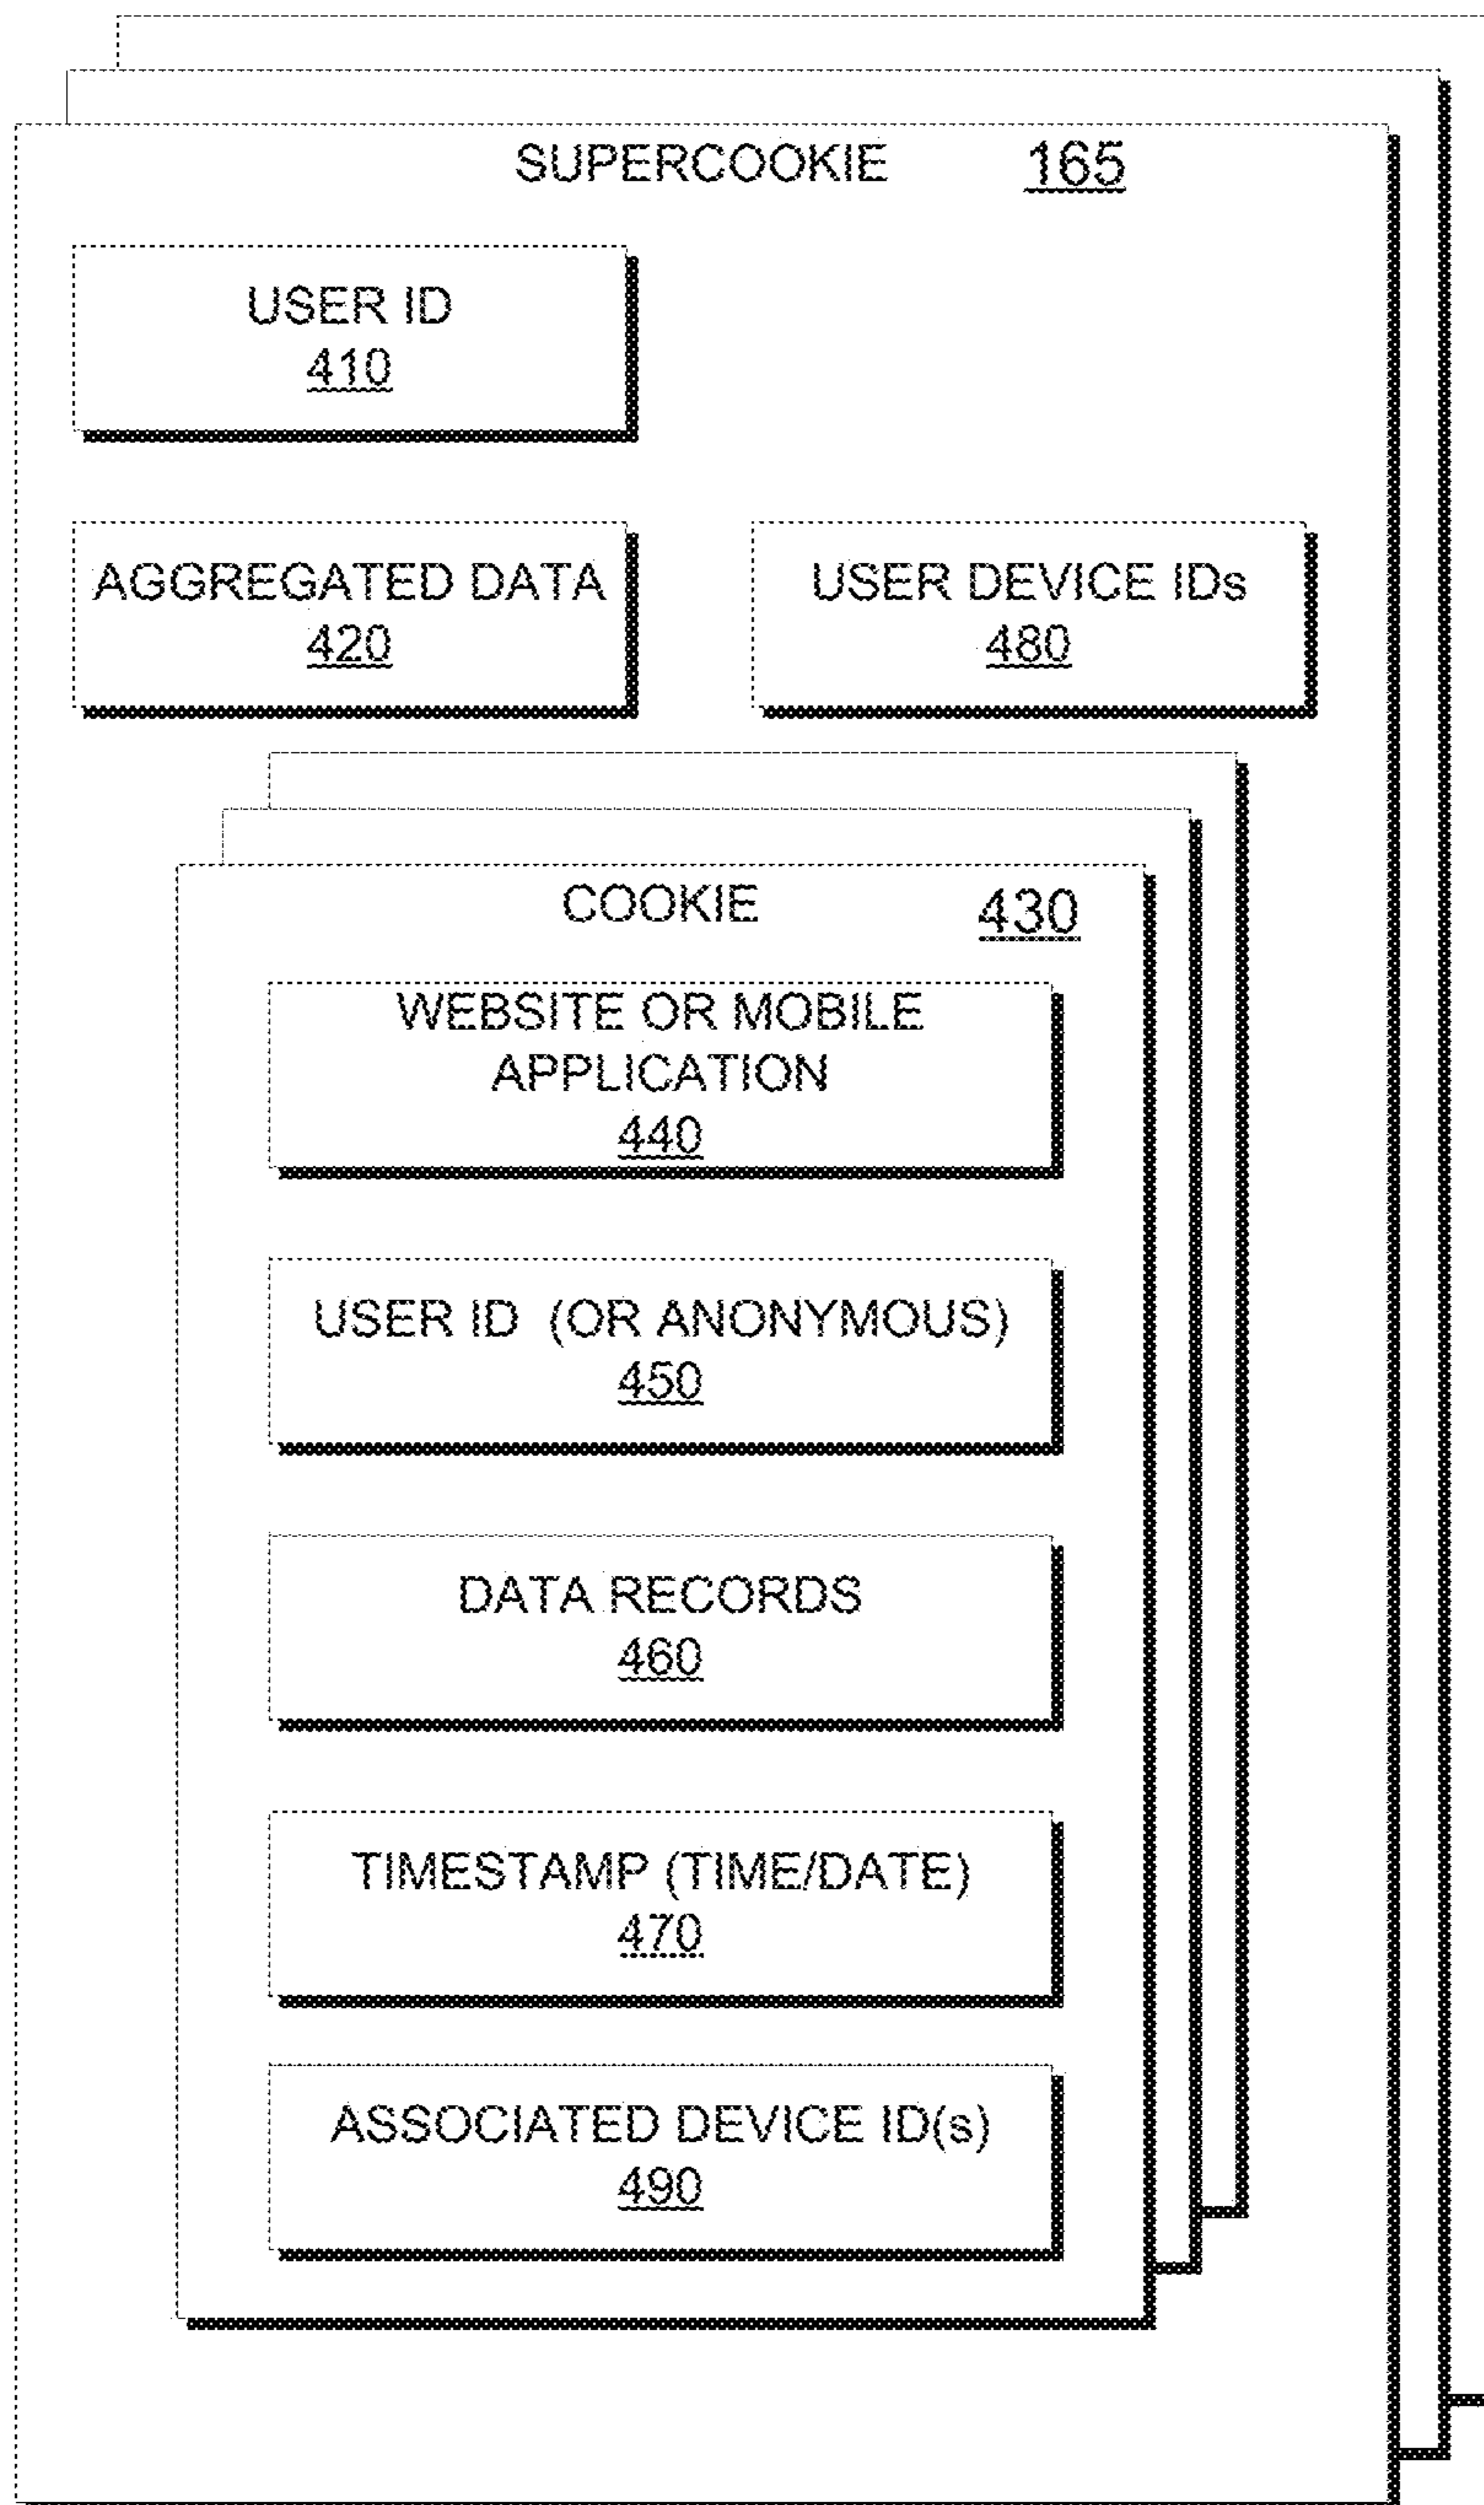 SUPERCOOKIE 165
USER ID
410
AGGREGATED DATA
420
USER DEVICE IDs
480
COOKIE 430
WEBSITE OR MOBILE
APPLICATION
440
USER ID (OR ANONYMOUS)
450
DATA RECORDS
460
TIMESTAMP (TIME/DATE)
470
ASSOCIATED DEVICE ID(s)
490